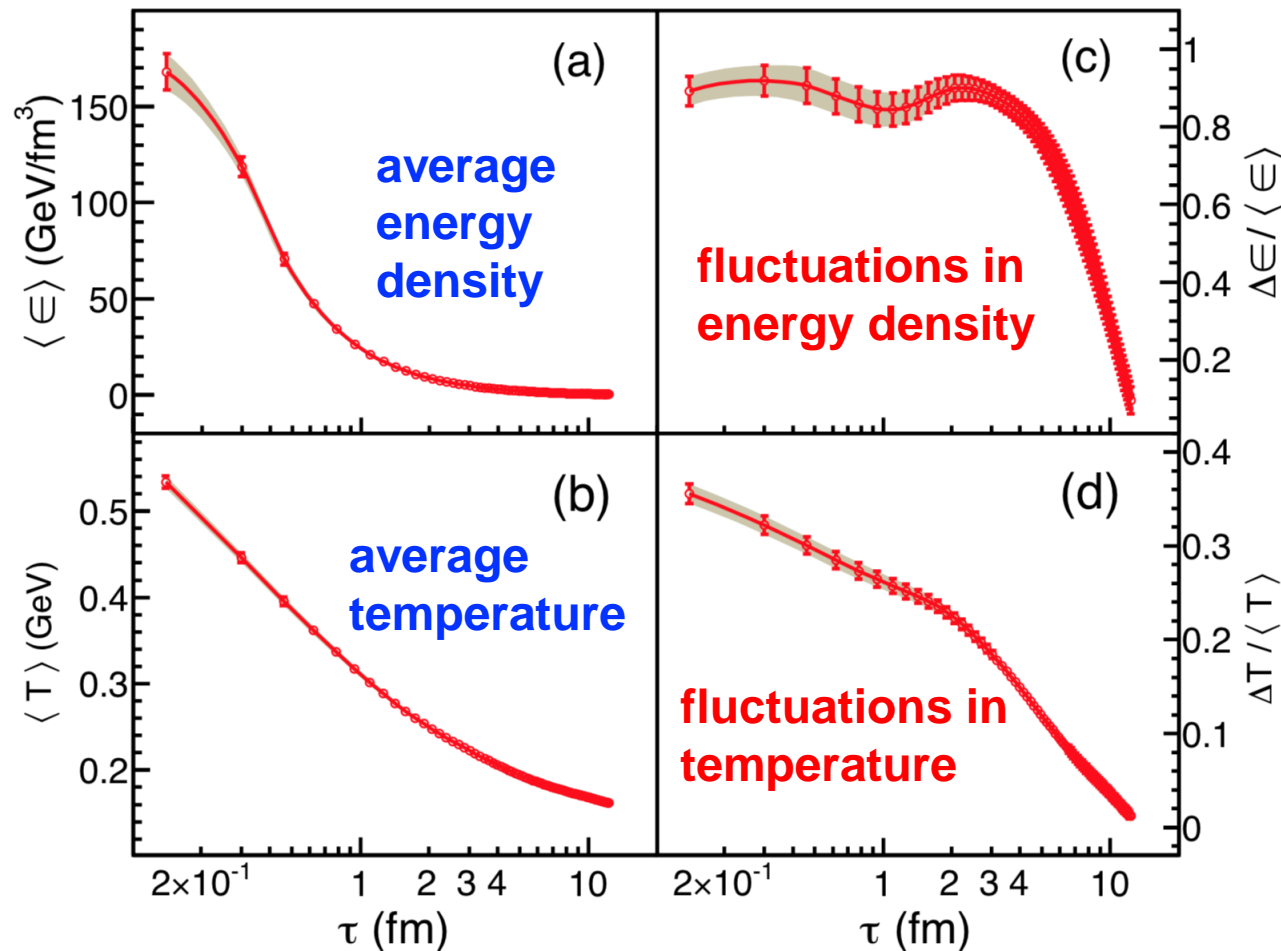 (a)
⟨ ∈ ⟩ (GeV/fm³)
150
100
50
0
average
energy
density
(c)
1
0.8
0.6
0.4
0.2
Δ∈/⟨ ∈ ⟩
fluctuations in
energy density
(b)
⟨ T ⟩ (GeV)
0.5
0.4
0.3
0.2
average
temperature
(d)
0.4
0.3
0.2
0.1
0
ΔT / ⟨ T ⟩
fluctuations in
temperature
2×10⁻¹ 1 2 3 4 10
τ (fm)
2×10⁻¹ 1 2 3 4 10
τ (fm)